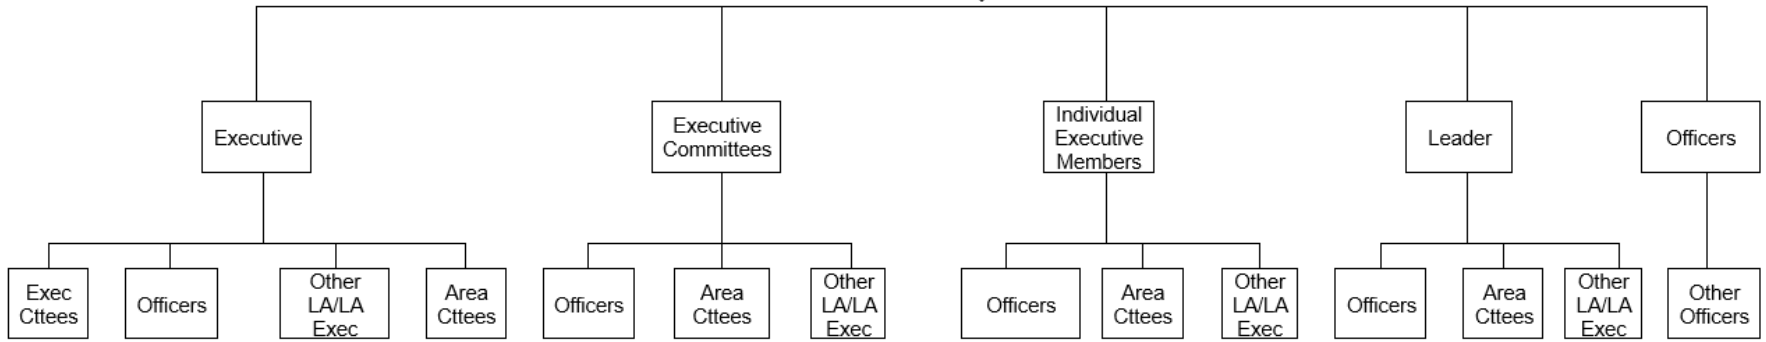 Executive
Executive
Committees
Individual
Executive
Members
Leader
Officers
Exec
Cttees
Officers
Other
LA/LA
Exec
Area
Cttees
Officers
Area
Cttees
Other
LA/LA
Exec
Officers
Area
Cttees
Other
LA/LA
Exec
Officers
Area
Cttees
Other
LA/LA
Exec
Other
Officers